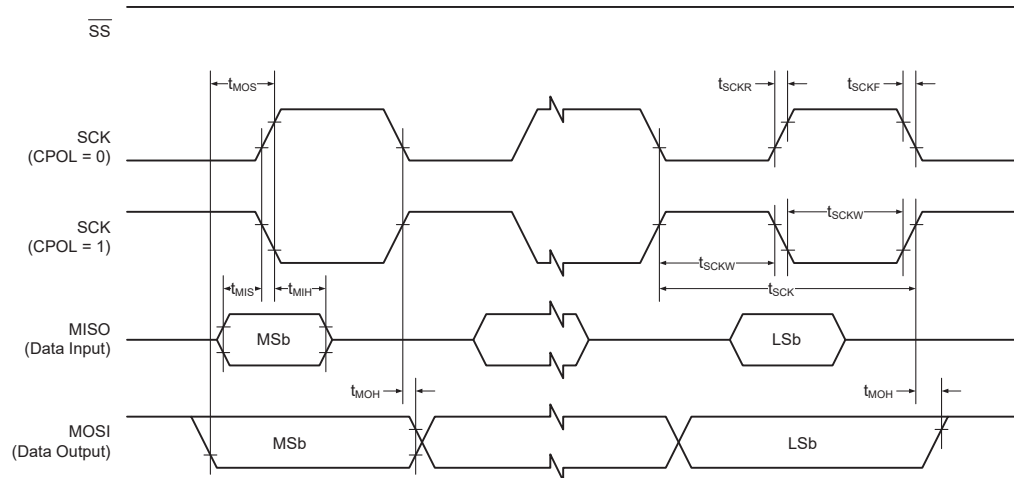 SS
tMOS
tSCKR
tSCKF
SCK
(CPOL = 0)
SCK
(CPOL = 1)
tSCKW
tSCKW
tSCK
tMIS
tMIH
MISO
(Data Input)
MSb
LSb
tMOH
tMOH
MOSI
(Data Output)
MSb
LSb